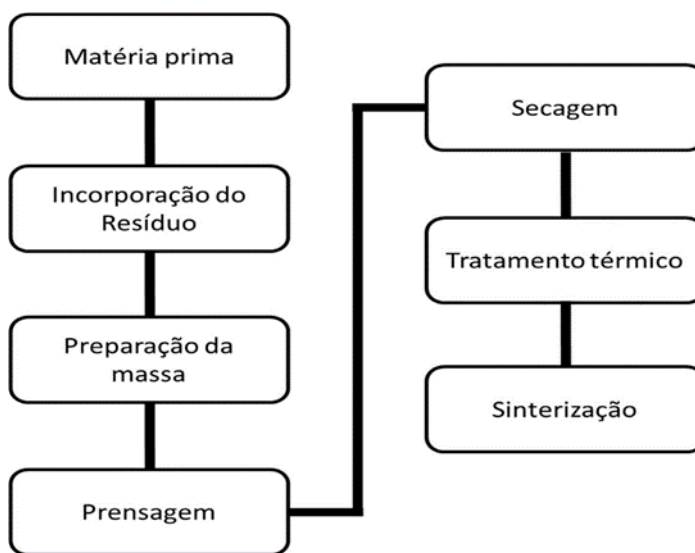 Matéria prima
Incorporação do
Resíduo
Preparação da
massa
Prensagem
Secagem
Tratamento térmico
Sinterização